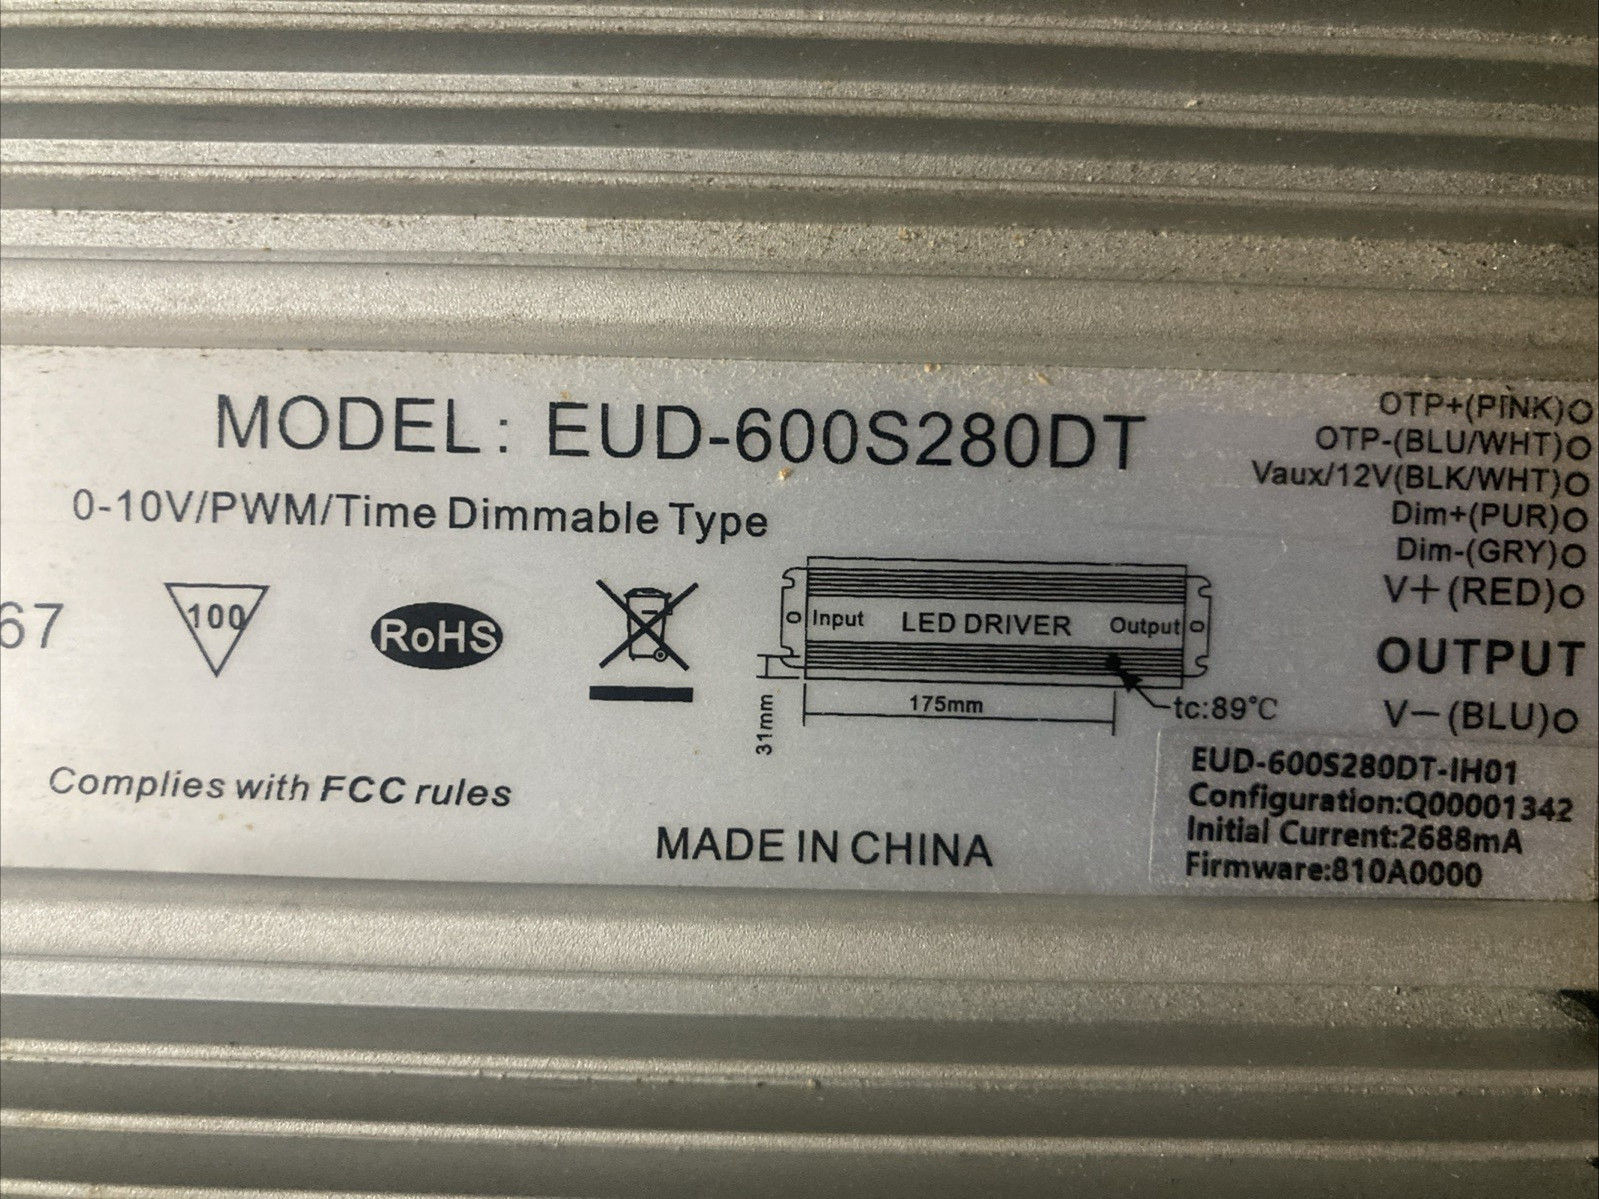 MODEL: EUD-600S280DT
0-10V/PWM/Time Dimmable Type
67
100
RoHS
Input
LED DRIVER
Output
31mm
175mm
tc:89°C
Complies with FCC rules
MADE IN CHINA
OTP+(PINK)
OTP-(BLU/WHT)
Vaux/12V(BLK/WHT)
Dim+(PUR)
Dim-(GRY)
V+(RED)
OUTPUT
V-(BLU)
EUD-600S280DT-IH01
Configuration:Q00001342
Initial Current:2688mA
Firmware:810A0000